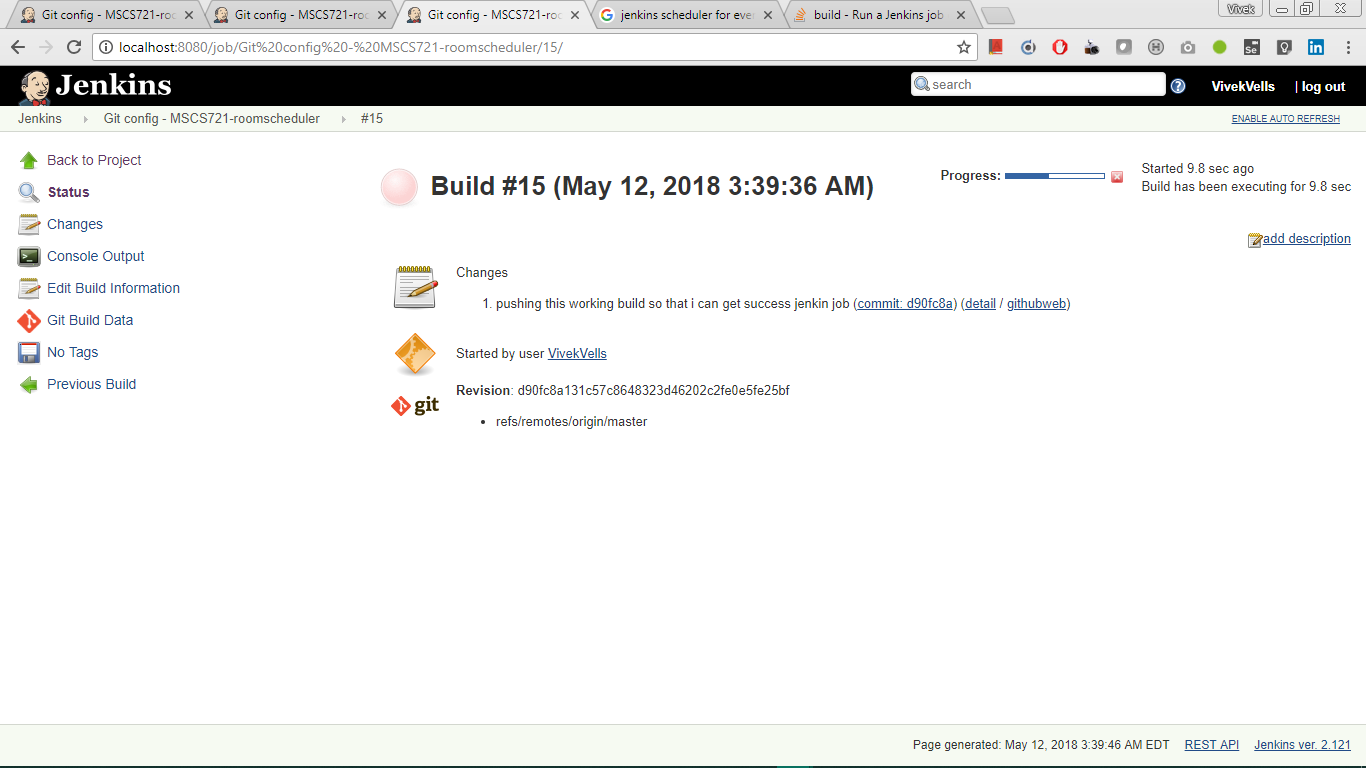 Git config - MSCS721-roo
Git config - MSCS721-roo
Git config - MSCS721-roo
jenkins scheduler for eve
build - Run a Jenkins job
Vivek
localhost:8080/job/Git%20config%20-%20MSCS721-roomscheduler/15/
Se
in
Jenkins
search
VivekVells
| log out
Jenkins
Git config - MSCS721-roomscheduler
#15
ENABLE AUTO REFRESH
Back to Project
Status
Changes
Console Output
Edit Build Information
Git Build Data
No Tags
Previous Build
Build #15 (May 12, 2018 3:39:36 AM)
Progress:
Started 9.8 sec ago
Build has been executing for 9.8 sec
add description
Changes
1. pushing this working build so that i can get success jenkin job (commit: d90fc8a) (detail / githubweb)
Started by user VivekVells
git
Revision: d90fc8a131c57c8648323d46202c2fe0e5fe25bf
• refs/remotes/origin/master
Page generated: May 12, 2018 3:39:46 AM EDT
REST API
Jenkins ver. 2.121